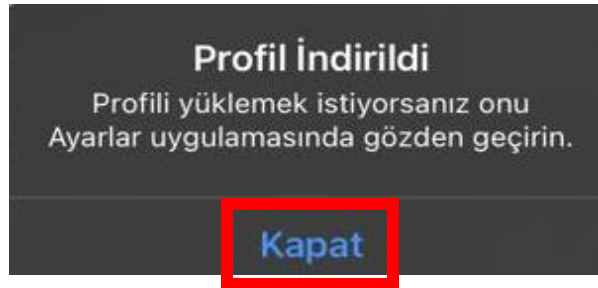 Profil İndirildi
Profili yüklemek istiyorsanız onu
Ayarlar uygulamasında gözden geçirin.
Kapat